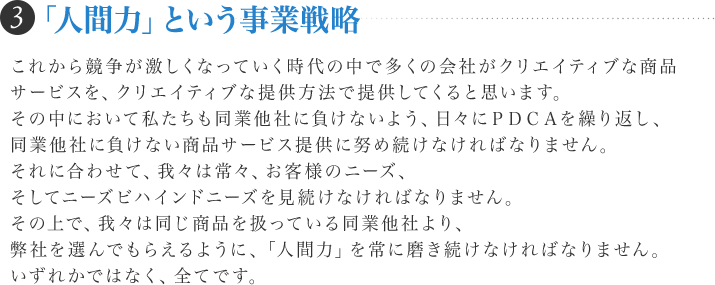 3 「人間力」という事業戦略
これから競争が激しくなっていく時代の中で多くの会社がクリエイティブな商品
サービスを、クリエイティブな提供方法で提供してくると思います。
その中において私たちも同業他社に負けないよう、日々にＰＤＣＡを繰り返し、
同業他社に負けない商品サービス提供に努め続けなければなりません。
それに合わせて、我々は常々、お客様のニーズ、
そしてニーズビハインドニーズを見続けなければなりません。
その上で、我々は同じ商品を扱っている同業他社より、
弊社を選んでもらえるように、「人間力」を常に磨き続けなければなりません。
いずれかではなく、全てです。